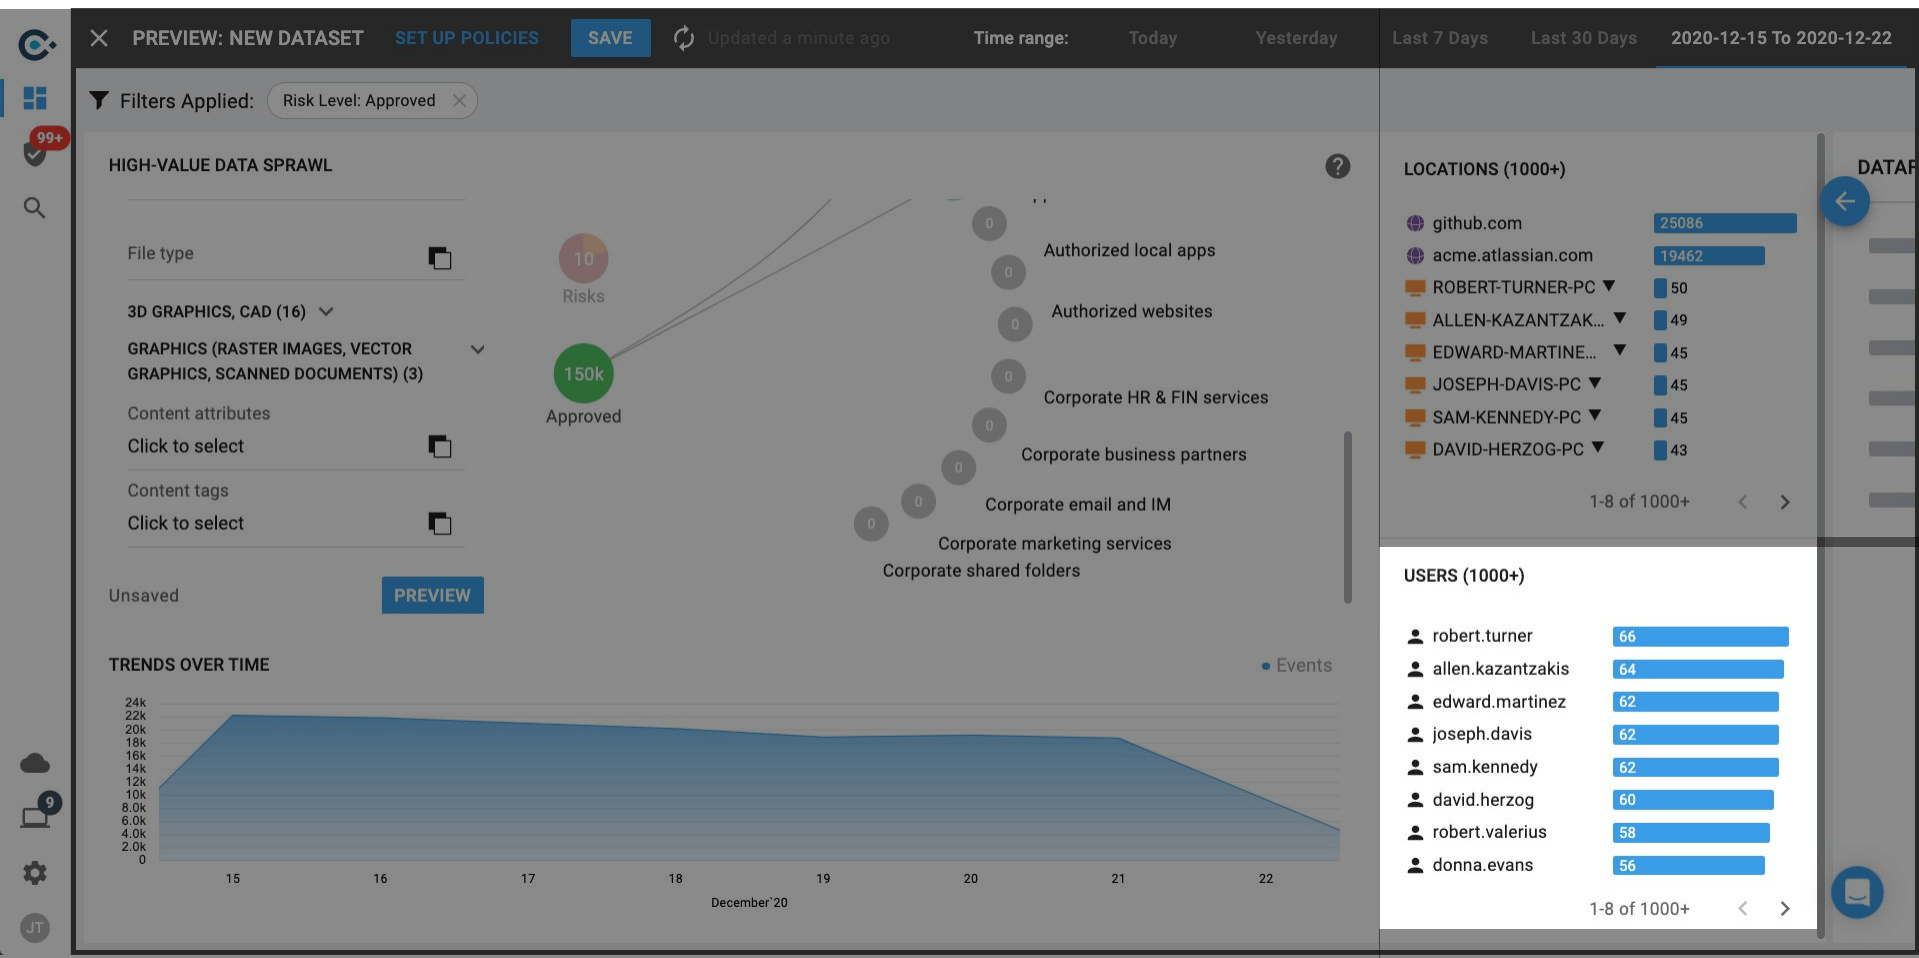 PREVIEW: NEW DATASET SET UP POLICIES SAVE Updated a minute ago Time range: Today Yesterday Last 7 Days Last 30 Days 2020-12-15 To 2020-12-22
99+
Filters Applied: Risk Level: Approved
HIGH-VALUE DATA SPRAWL
File type
3D GRAPHICS, CAD (16)
GRAPHICS (RASTER IMAGES, VECTOR
GRAPHICS, SCANNED DOCUMENTS) (3)
Content attributes
Click to select
Content tags
Click to select
Unsaved PREVIEW
10
Risks
150k
Approved
0
Authorized local apps
0
Authorized websites
0
0
Corporate HR & FIN services
0
Corporate business partners
0
Corporate email and IM
0
Corporate marketing services
0
Corporate shared folders
TRENDS OVER TIME
Events
24k
22k
20k
18k
16k
14k
12k
10k
8.0k
6.0k
4.0k
2.0k
0
15 16 17 18 19 20 21 22
December`20
LOCATIONS (1000+)
github.com 25086
acme.atlassian.com 19462
ROBERT-TURNER-PC 50
ALLEN-KAZANTZAK... 49
EDWARD-MARTINE... 45
JOSEPH-DAVIS-PC 45
SAM-KENNEDY-PC 45
DAVID-HERZOG-PC 43
1-8 of 1000+
USERS (1000+)
robert.turner 66
allen.kazantzakis 64
edward.martinez 62
joseph.davis 62
sam.kennedy 62
david.herzog 60
robert.valerius 58
donna.evans 56
1-8 of 1000+
9
JT